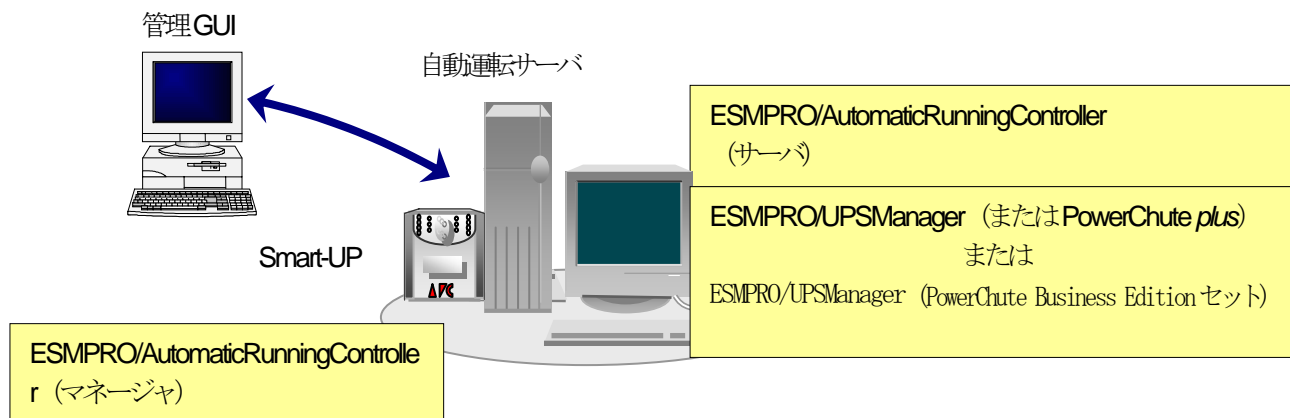 管理GUI
自動運転サーバ
ESMPRO/AutomaticRunningController
(サーバ)
ESMPRO/UPSManager (またはPowerChute plus)
または
ESMPRO/UPSManager (PowerChute Business Editionセット)
Smart-UP
APC
ESMPRO/AutomaticRunningControlle
r (マネージャ)